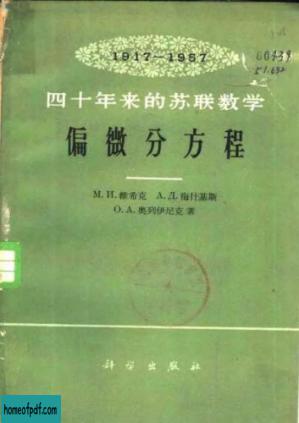 1917—1957
四十年来的苏联数学
偏微分方程
М. И. 維希克 А. Д. 梅什基斯
О. А. 奥列伊尼克 著
科学出版社
homeofpdf.com